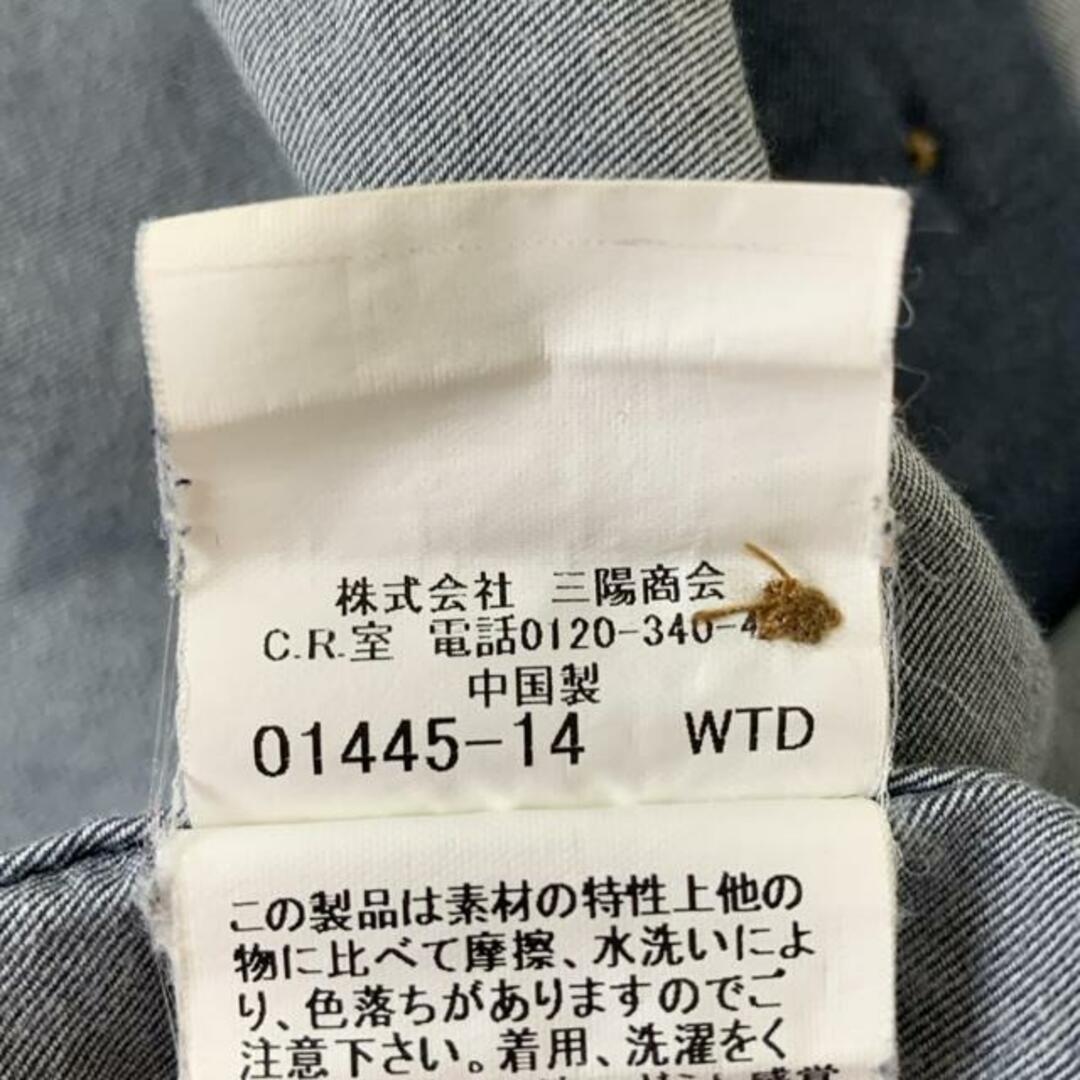 株式会社 三陽商会
C.R.室 電話0120-340-4
中国製
01445-14 WTD
この製品は素材の特性上他の
物に比べて摩擦、水洗いによ
り、色落ちがありますのでご
注意下さい。着用、洗濯をく